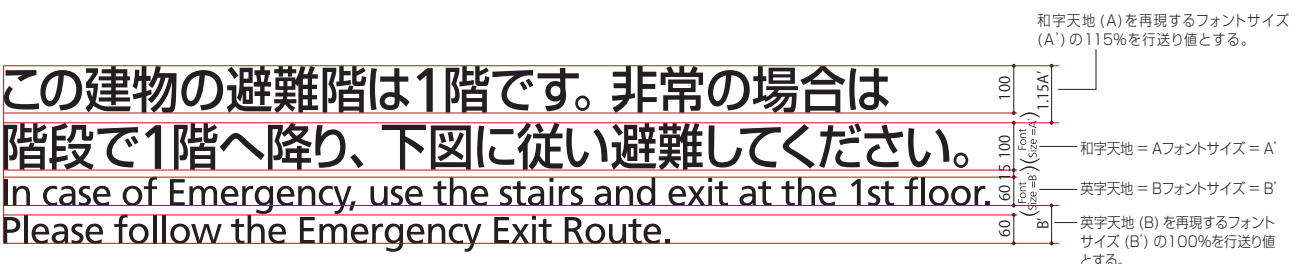 和字天地 (A) を再現するフォントサイズ
(A') の115%を行送り値とする。
この建物の避難階は1階です。非常の場合は
100
1.15A'
階段で1階へ降り、下図に従い避難してください。
100
(Font Size =A')
和字天地 = Aフォントサイズ = A'
15
In case of Emergency, use the stairs and exit at the 1st floor.
60
(Font Size =B')
英字天地 = Bフォントサイズ = B'
Please follow the Emergency Exit Route.
60
B'
英字天地 (B) を再現するフォント
サイズ (B') の100%を行送り値
とする。